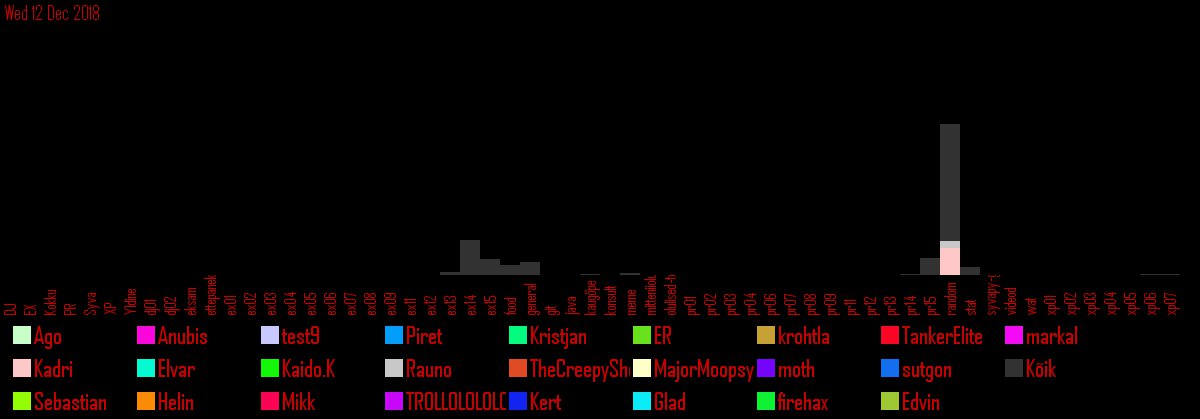 Wed 12 Dec 2018
DJ EX Kokku PR Syva XP Yldine dj01 dj02 eksam ettepanek ex01 ex02 ex03 ex04 ex05 ex06 ex07 ex08 ex09 ex11 ex12 ex13 ex14 ex15 food general git java kaugõpe konsult meme mitteniiol olulised-h pr01 pr02 pr03 pr04 pr06 pr07 pr08 pr09 pr11 pr12 pr13 pr14 pr15 random stat videod wat xp01 xp02 xp03 xp04 xp05 xp06 xp07
Ago Anubis test9 Piret Kristjan ER krohtla TankerElite markal
Kadri Elvar Kaido.K Rauno TheCreepySh MajorMoopsy moth sutgon Kõik
Sebastian Helin Mikk TROLLOLOLOLO Kert Glad firehax Edvin